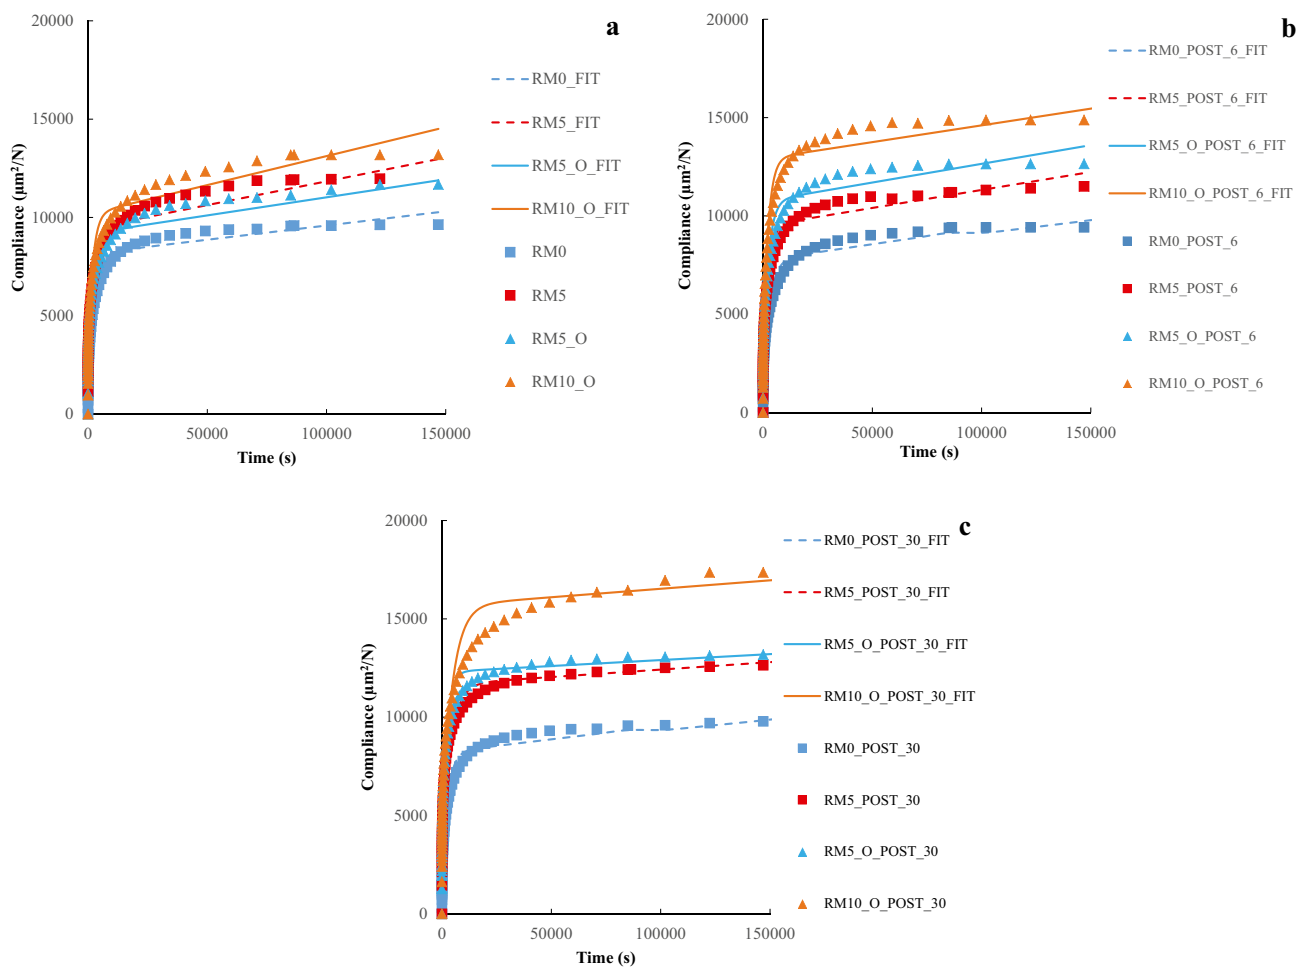 a
20000
15000
10000
5000
0
Compliance (µm²/N)
0 50000 100000 150000
Time (s)
RM0_FIT
RM5_FIT
RM5_O_FIT
RM10_O_FIT
RM0
RM5
RM5_O
RM10_O
b
20000
15000
10000
5000
0
Compliance (µm²/N)
0 50000 100000 150000
Time (s)
RM0_POST_6_FIT
RM5_POST_6_FIT
RM5_O_POST_6_FIT
RM10_O_POST_6_FIT
RM0_POST_6
RM5_POST_6
RM5_O_POST_6
RM10_O_POST_6
c
20000
15000
10000
5000
0
Compliance (µm²/N)
0 50000 100000 150000
Time (s)
RM0_POST_30_FIT
RM5_POST_30_FIT
RM5_O_POST_30_FIT
RM10_O_POST_30_FIT
RM0_POST_30
RM5_POST_30
RM5_O_POST_30
RM10_O_POST_30